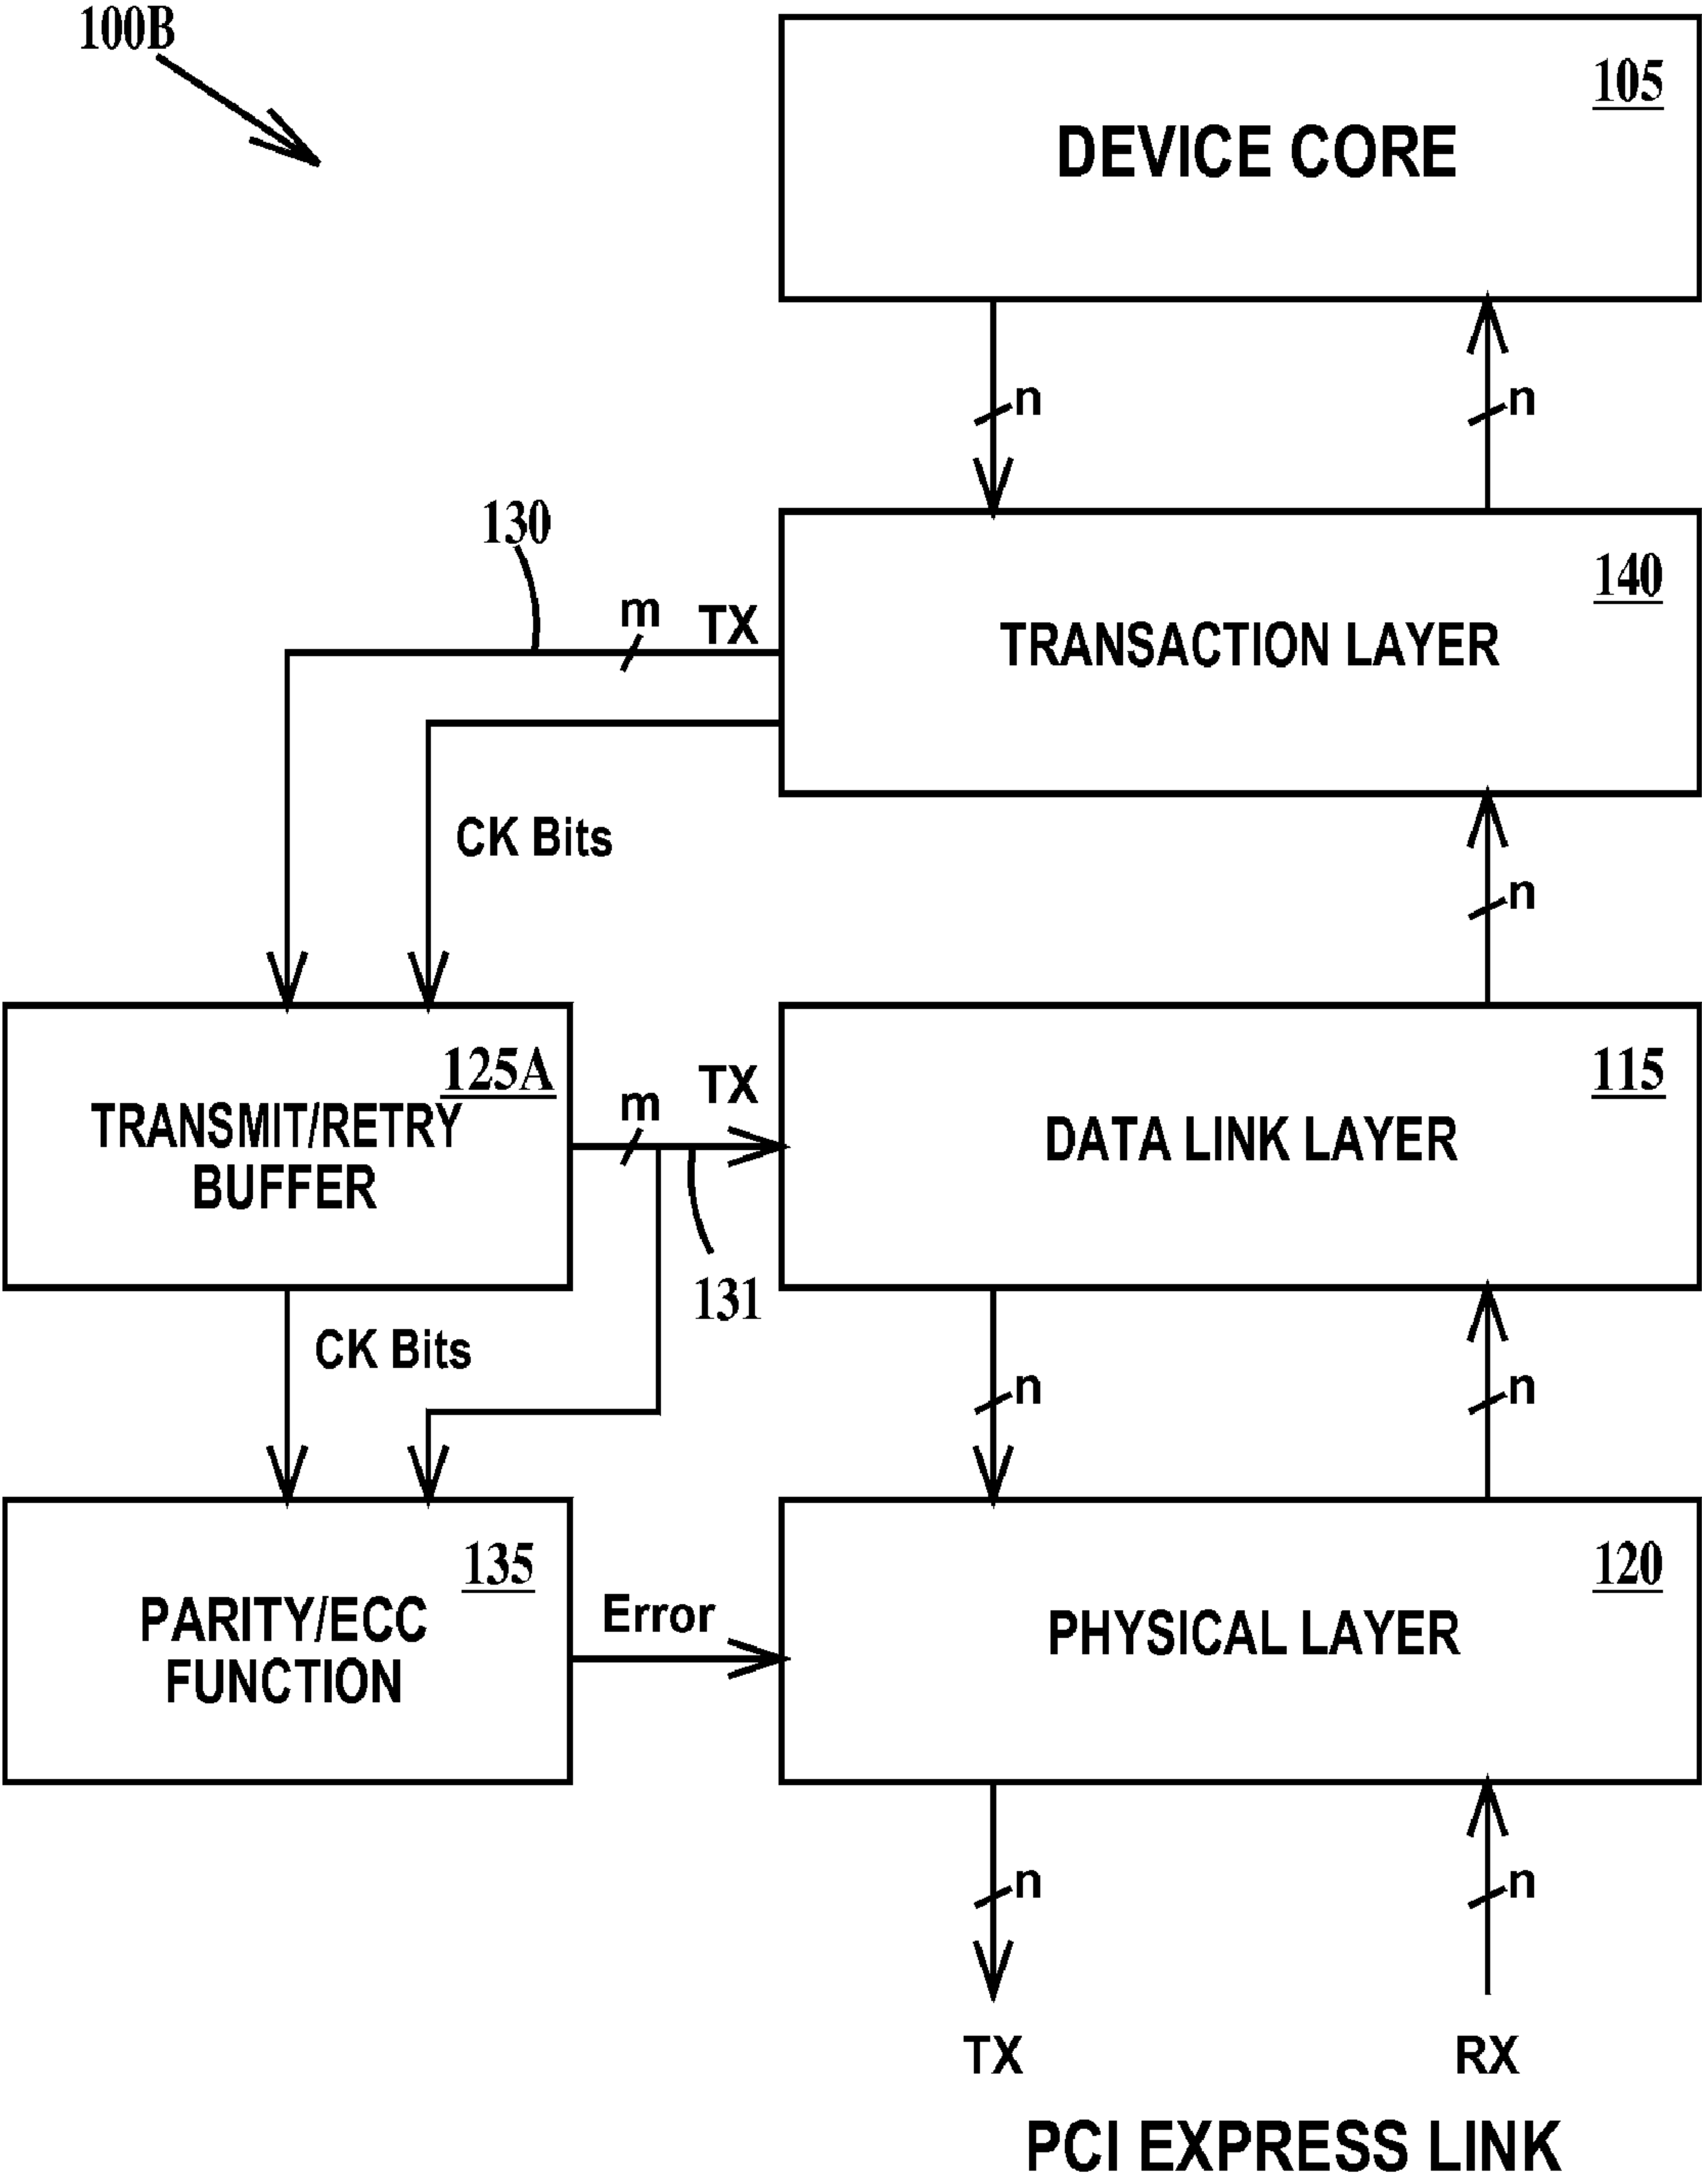 100B
105
DEVICE CORE
n
n
130
m
TX
140
TRANSACTION LAYER
CK Bits
n
125A
TRANSMIT/RETRY
BUFFER
m
TX
115
DATA LINK LAYER
131
CK Bits
n
n
135
PARITY/ECC
FUNCTION
Error
120
PHYSICAL LAYER
n
n
TX
RX
PCI EXPRESS LINK